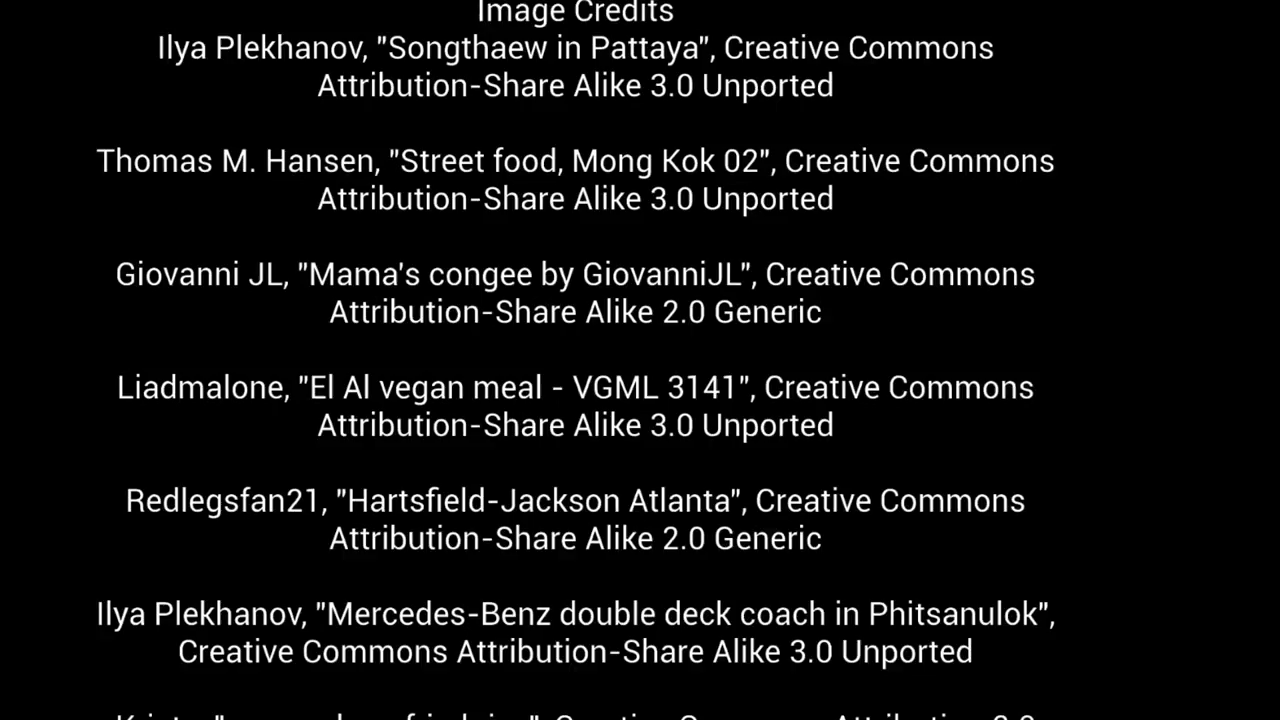 Image Credits
Ilya Plekhanov, "Songthaew in Pattaya", Creative Commons
Attribution-Share Alike 3.0 Unported
Thomas M. Hansen, "Street food, Mong Kok 02", Creative Commons
Attribution-Share Alike 3.0 Unported
Giovanni JL, "Mama's congee by GiovanniJL", Creative Commons
Attribution-Share Alike 2.0 Generic
Liadmalone, "El Al vegan meal - VGML 3141", Creative Commons
Attribution-Share Alike 3.0 Unported
Redlegsfan21, "Hartsfield-Jackson Atlanta", Creative Commons
Attribution-Share Alike 2.0 Generic
Ilya Plekhanov, "Mercedes-Benz double deck coach in Phitsanulok",
Creative Commons Attribution-Share Alike 3.0 Unported
Creative Commons Attribution